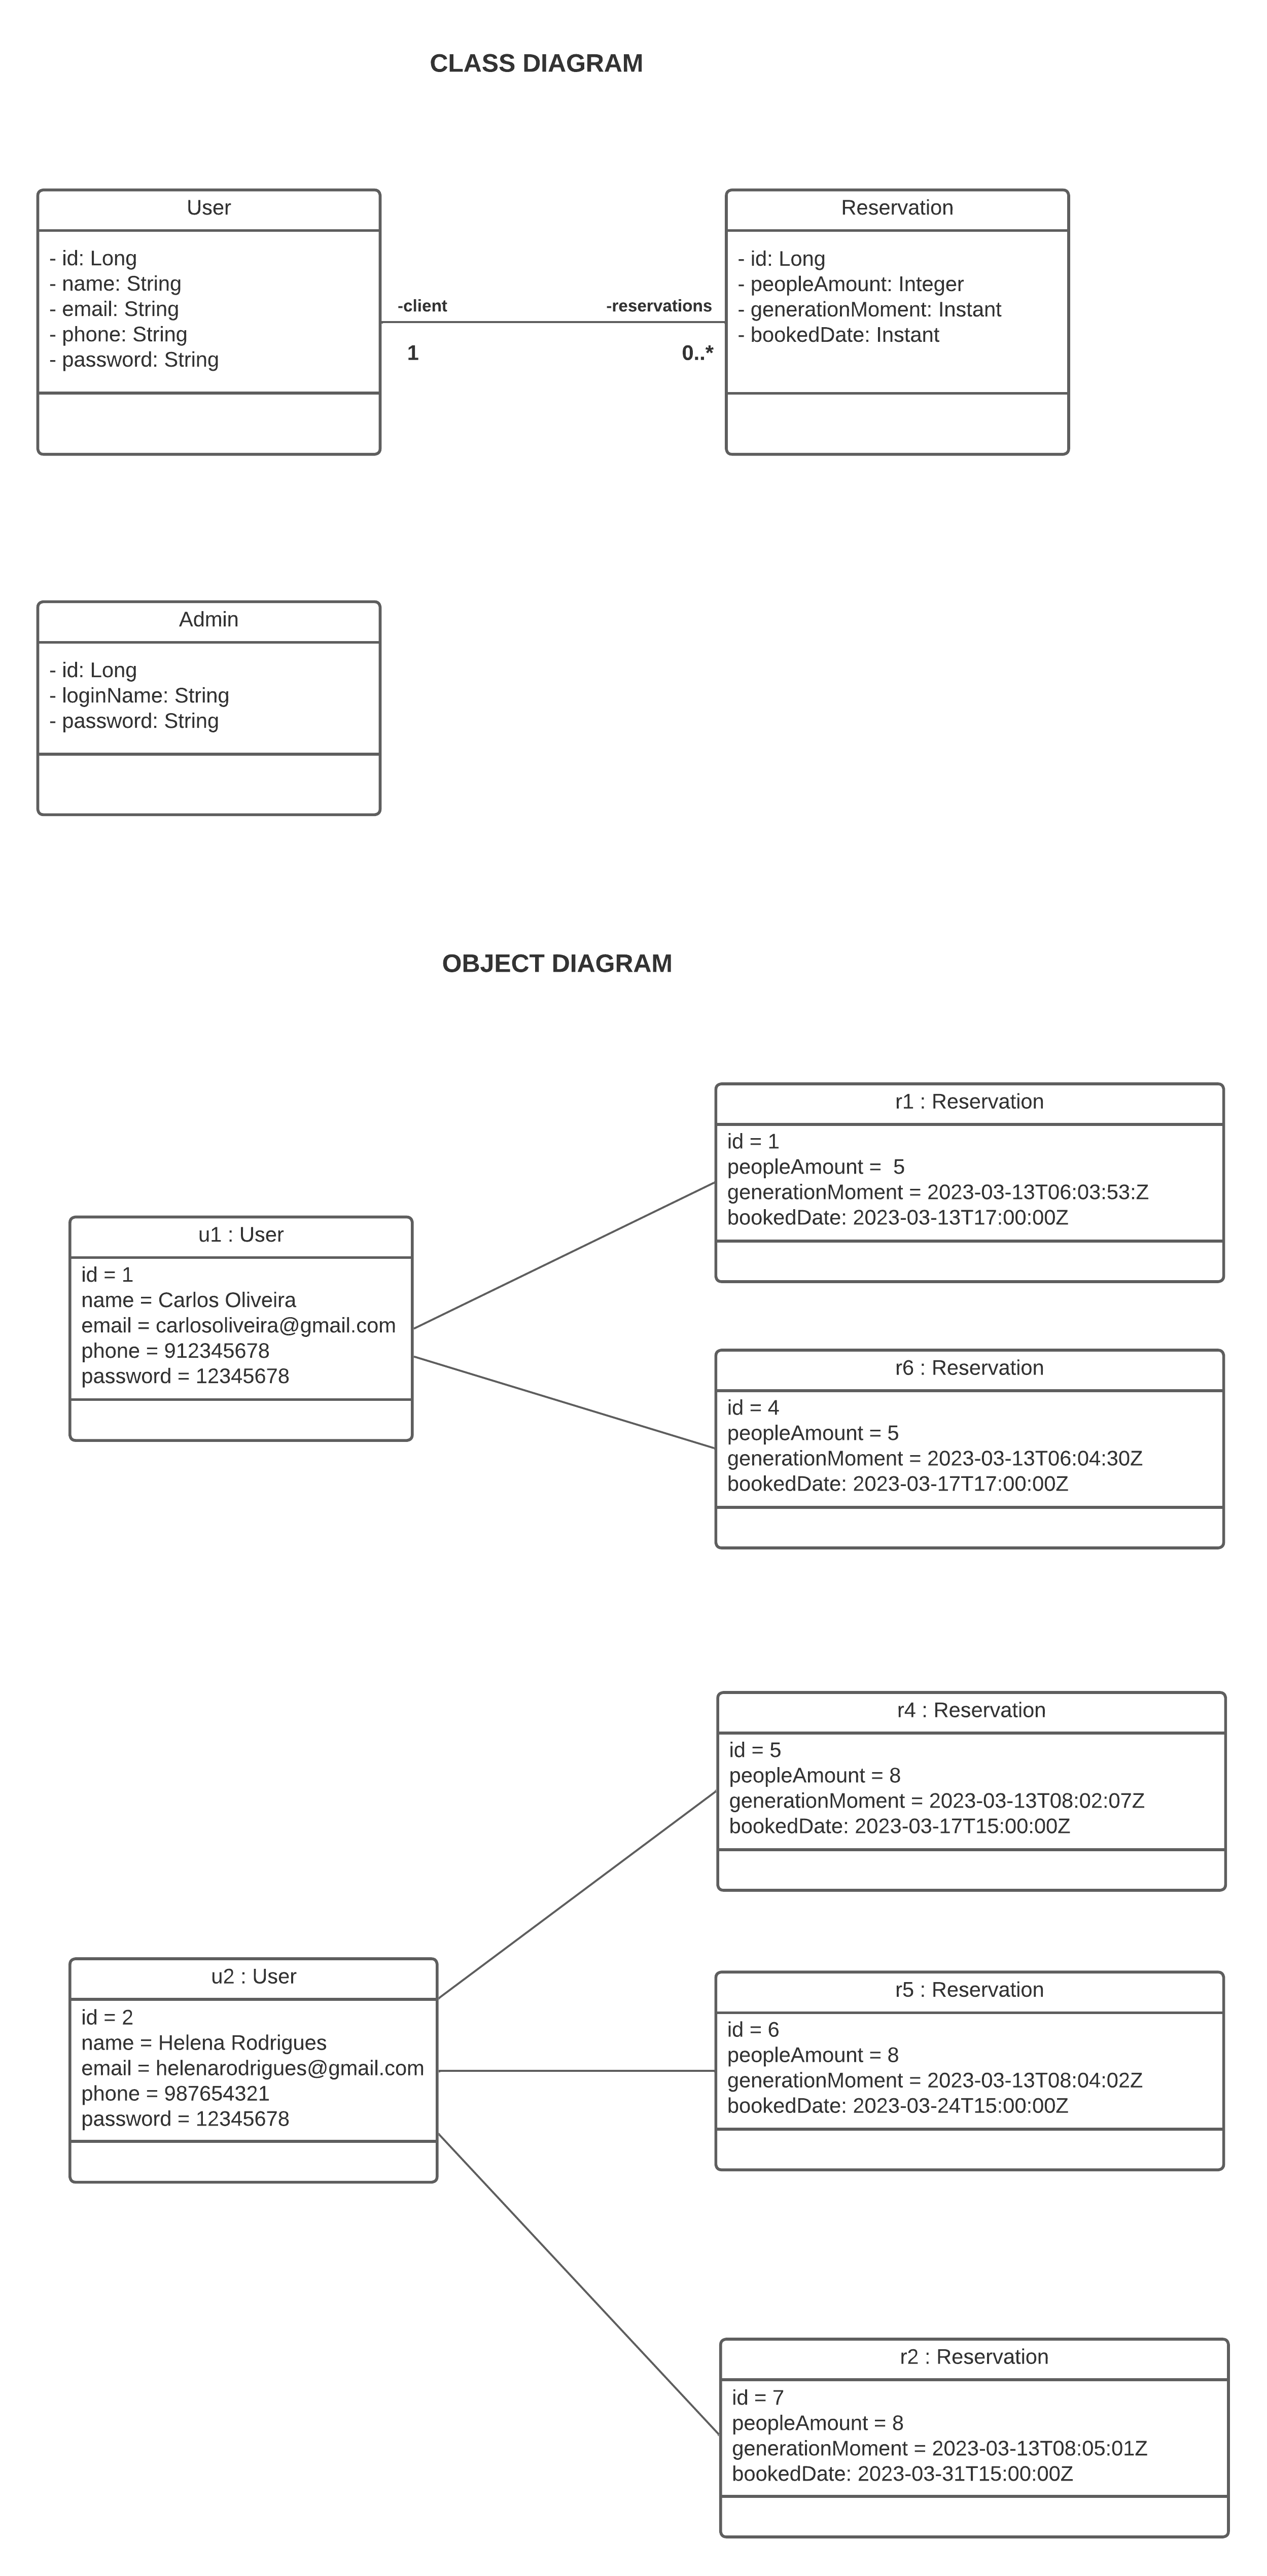 CLASS DIAGRAM
User
- id: Long
- name: String
- email: String
- phone: String
- password: String
-client
1
-reservations
0..*
Reservation
- id: Long
- peopleAmount: Integer
- generationMoment: Instant
- bookedDate: Instant
Admin
- id: Long
- loginName: String
- password: String
OBJECT DIAGRAM
u1 : User
id = 1
name = Carlos Oliveira
email = carlosoliveira@gmail.com
phone = 912345678
password = 12345678
r1 : Reservation
id = 1
peopleAmount =  5
generationMoment = 2023-03-13T06:03:53:Z
bookedDate: 2023-03-13T17:00:00Z
r6 : Reservation
id = 4
peopleAmount = 5
generationMoment = 2023-03-13T06:04:30Z
bookedDate: 2023-03-17T17:00:00Z
u2 : User
id = 2
name = Helena Rodrigues
email = helenarodrigues@gmail.com
phone = 987654321
password = 12345678
r4 : Reservation
id = 5
peopleAmount = 8
generationMoment = 2023-03-13T08:02:07Z
bookedDate: 2023-03-17T15:00:00Z
r5 : Reservation
id = 6
peopleAmount = 8
generationMoment = 2023-03-13T08:04:02Z
bookedDate: 2023-03-24T15:00:00Z
r2 : Reservation
id = 7
peopleAmount = 8
generationMoment = 2023-03-13T08:05:01Z
bookedDate: 2023-03-31T15:00:00Z